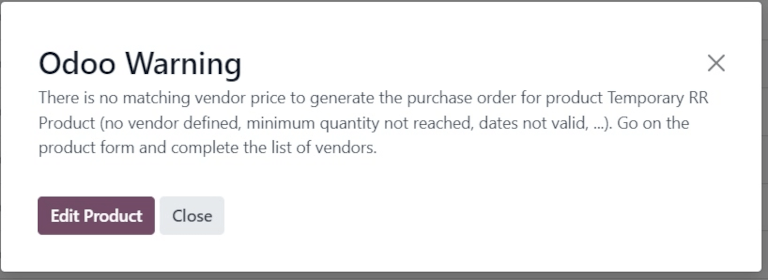 Odoo Warning
There is no matching vendor price to generate the purchase order for product Temporary RR
Product (no vendor defined, minimum quantity not reached, dates not valid, ...). Go on the
product form and complete the list of vendors.
Edit Product Close